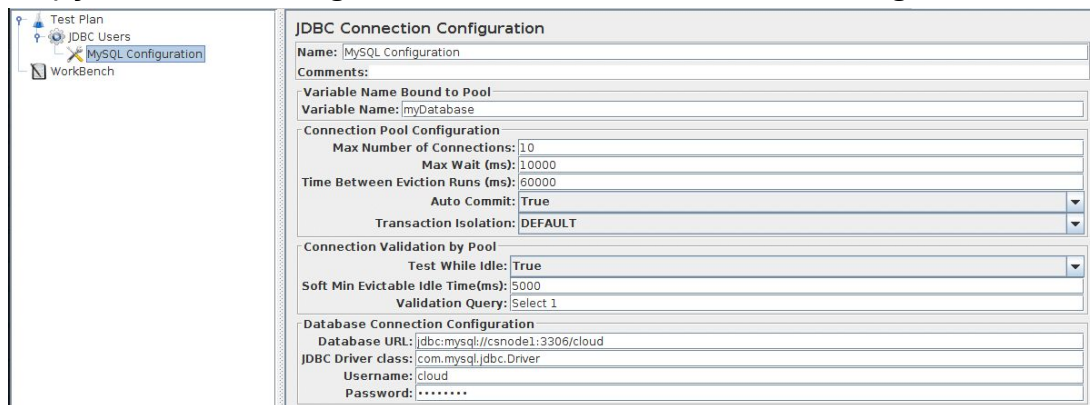 Test Plan
JDBC Users
MySQL Configuration
WorkBench
JDBC Connection Configuration
Name: MySQL Configuration
Comments:
Variable Name Bound to Pool
Variable Name: myDatabase
Connection Pool Configuration
Max Number of Connections: 10
Max Wait (ms): 10000
Time Between Eviction Runs (ms): 60000
Auto Commit: True
Transaction Isolation: DEFAULT
Connection Validation by Pool
Test While Idle: True
Soft Min Evictable Idle Time(ms): 5000
Validation Query: Select 1
Database Connection Configuration
Database URL: jdbc:mysql://csnode1:3306/cloud
JDBC Driver class: com.mysql.jdbc.Driver
Username: cloud
Password: ••••••••